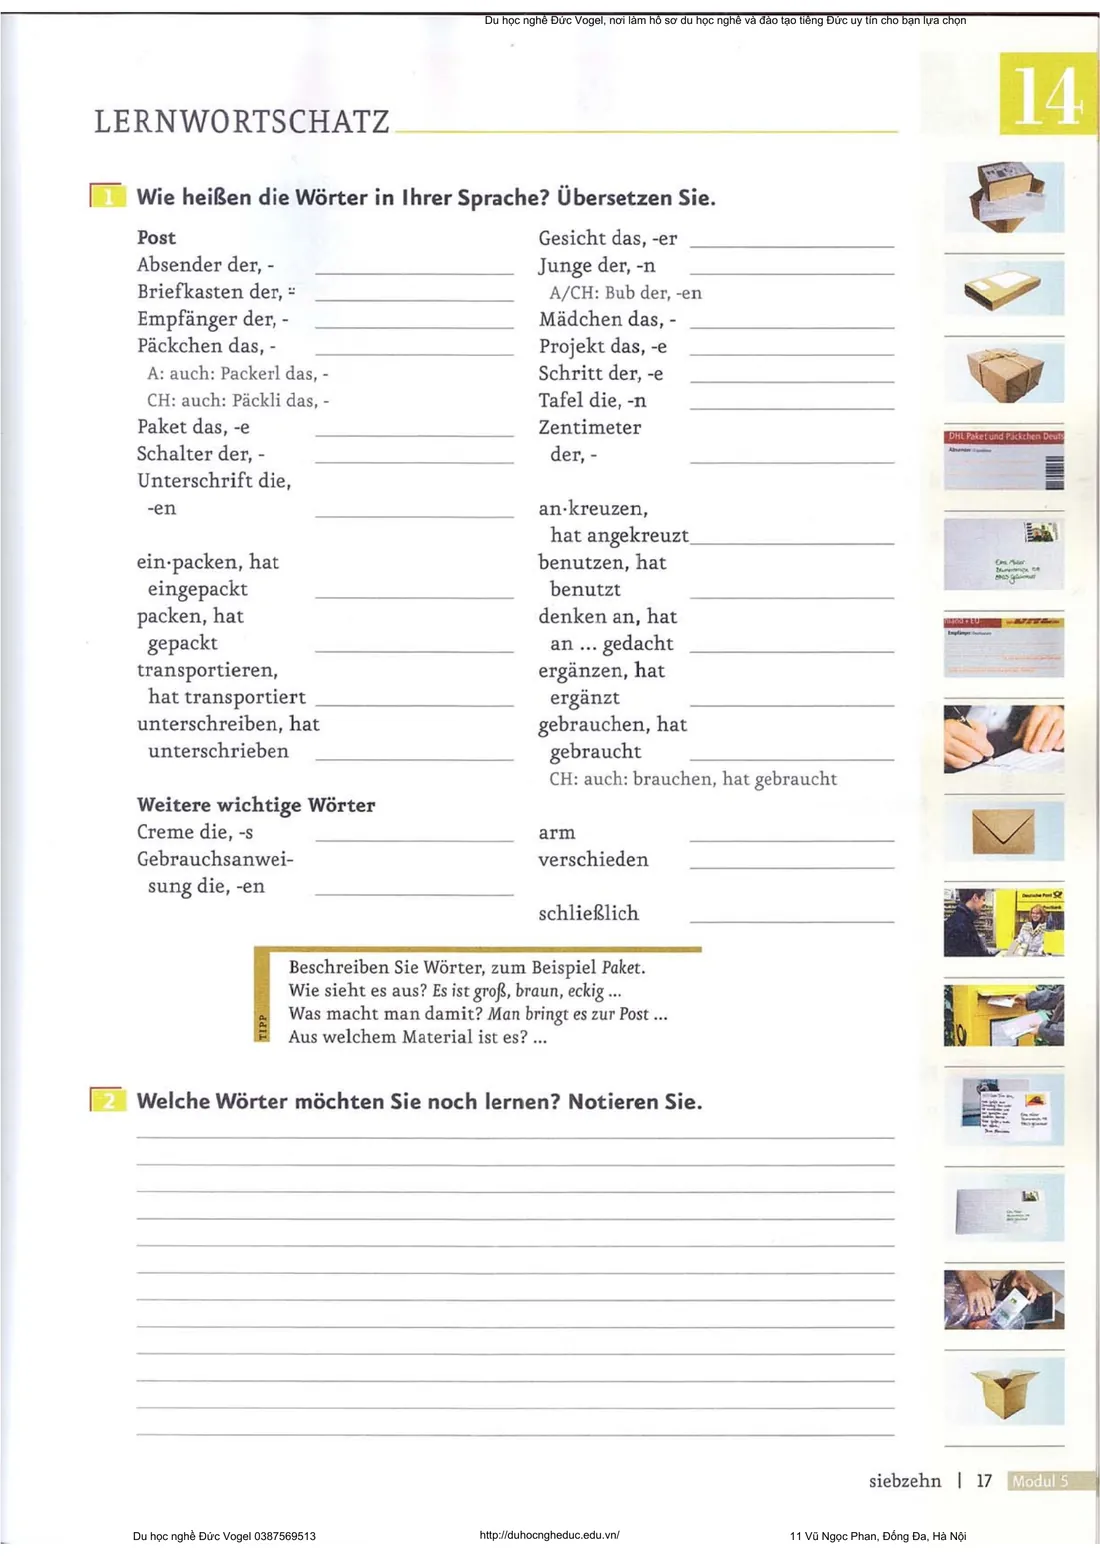 Du học nghề Đức Vogel, nơi làm hồ sơ du học nghề và đào tạo tiếng Đức uy tín cho bạn lựa chọn
14
LERNWORTSCHATZ
1 Wie heißen die Wörter in Ihrer Sprache? Übersetzen Sie.
Post
Absender der, -
Briefkasten der, ¨-
Empfänger der, -
Päckchen das, -
A: auch: Packerl das, -
CH: auch: Päckli das, -
Paket das, -e
Schalter der, -
Unterschrift die,
-en
ein·packen, hat
eingepackt
packen, hat
gepackt
transportieren,
hat transportiert
unterschreiben, hat
unterschrieben
Weitere wichtige Wörter
Creme die, -s
Gebrauchsanwei-
sung die, -en
Gesicht das, -er
Junge der, -n
A/CH: Bub der, -en
Mädchen das, -
Projekt das, -e
Schritt der, -e
Tafel die, -n
Zentimeter
der, -
an·kreuzen,
hat angekreuzt
benutzen, hat
benutzt
denken an, hat
an ... gedacht
ergänzen, hat
ergänzt
gebrauchen, hat
gebraucht
CH: auch: brauchen, hat gebraucht
arm
verschieden
schließlich
TIPP
Beschreiben Sie Wörter, zum Beispiel Paket.
Wie sieht es aus? Es ist groß, braun, eckig ...
Was macht man damit? Man bringt es zur Post ...
Aus welchem Material ist es? ...
2 Welche Wörter möchten Sie noch lernen? Notieren Sie.
DHL Paket und Päckchen Deuts
Absender
land + EU
Empfänger
Deutsche Post
Postbank
siebzehn | 17 Modul 5
Du học nghề Đức Vogel 0387569513
http://duhocngheduc.edu.vn/
11 Vũ Ngọc Phan, Đống Đa, Hà Nội